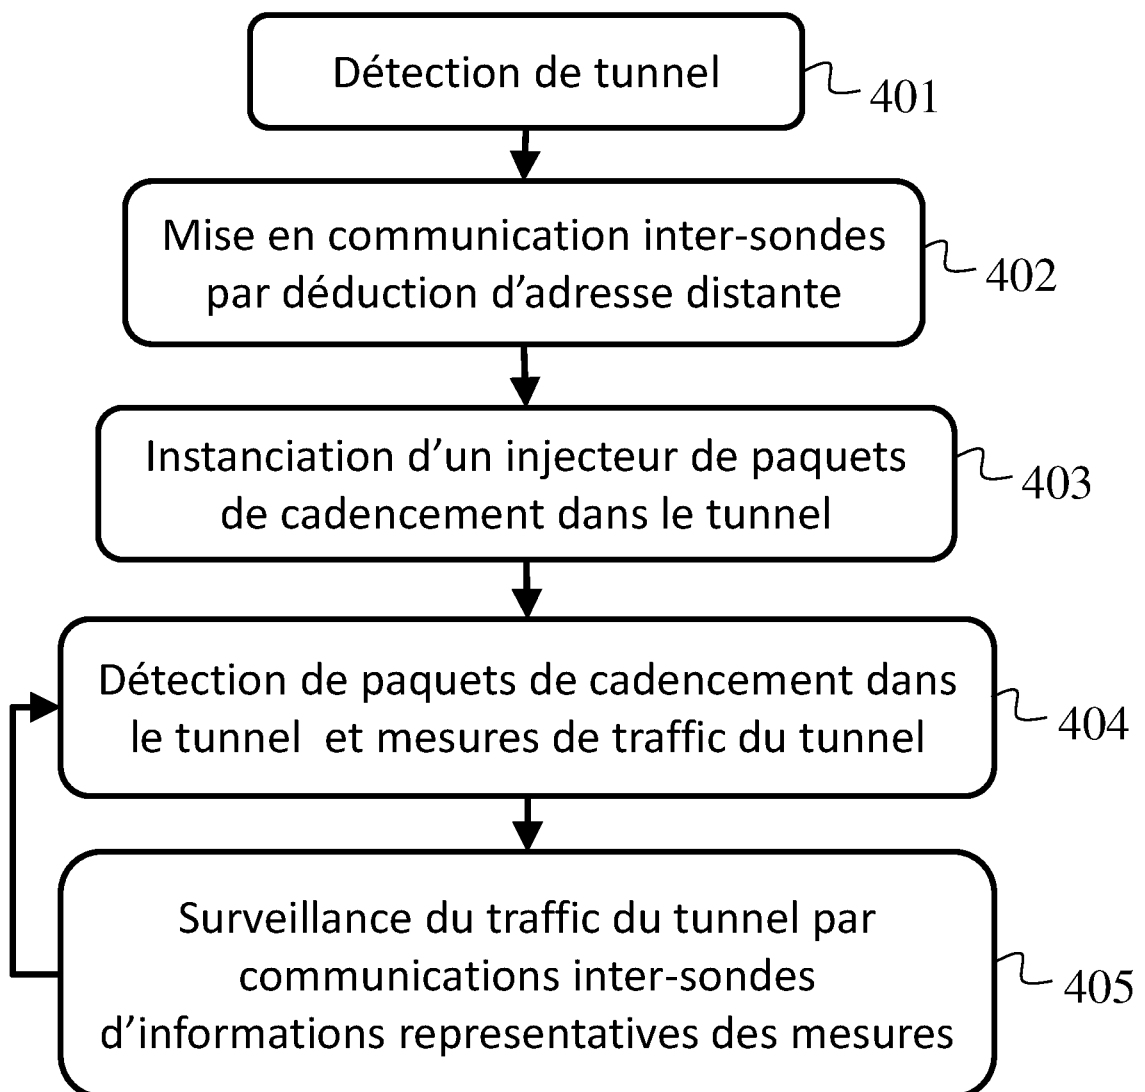 Détection de tunnel
401
Mise en communication inter-sondes
par déduction d’adresse distante
402
Instanciation d’un injecteur de paquets
de cadencement dans le tunnel
403
Détection de paquets de cadencement dans
le tunnel et mesures de traffic du tunnel
404
Surveillance du traffic du tunnel par
communications inter-sondes
d’informations representatives des mesures
405